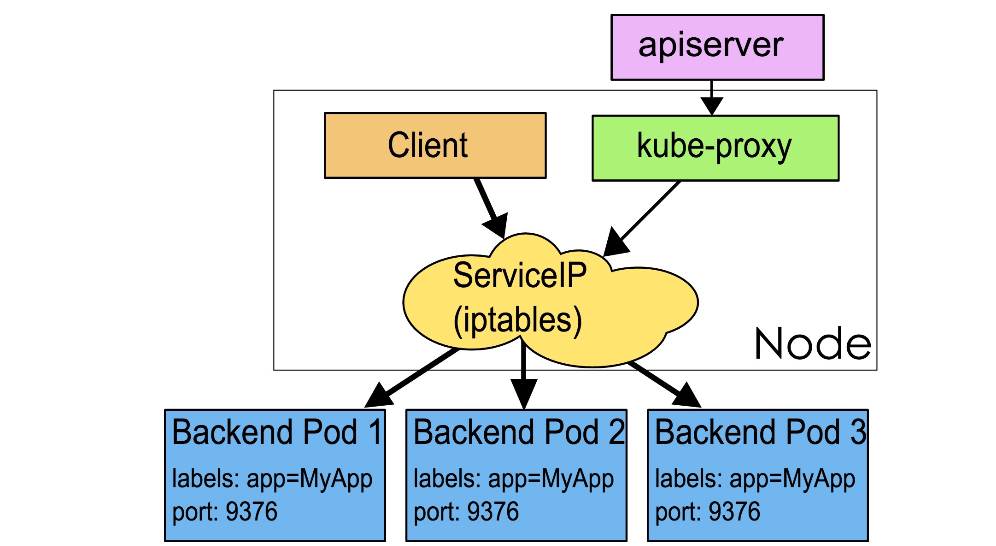 apiserver
Client
kube-proxy
ServiceIP
(iptables)
Node
Backend Pod 1
labels: app=MyApp
port: 9376
Backend Pod 2
labels: app=MyApp
port: 9376
Backend Pod 3
labels: app=MyApp
port: 9376